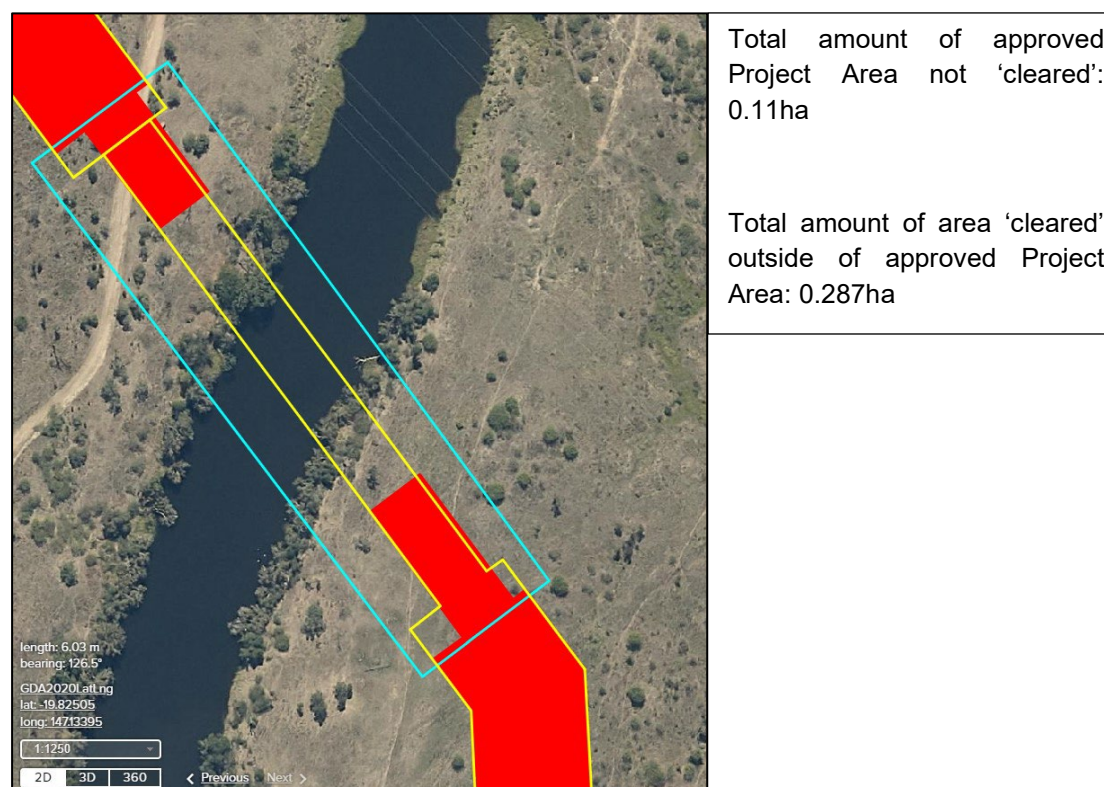 Total amount of approved
Project Area not ‘cleared’:
0.11ha
Total amount of area ‘cleared’
outside of approved Project
Area: 0.287ha
length: 6.03 m
bearing: 126.5°
GDA2020LatLng
lat: -19.82505
long: 147.13395
1:1250
2D 3D 360 Previous Next